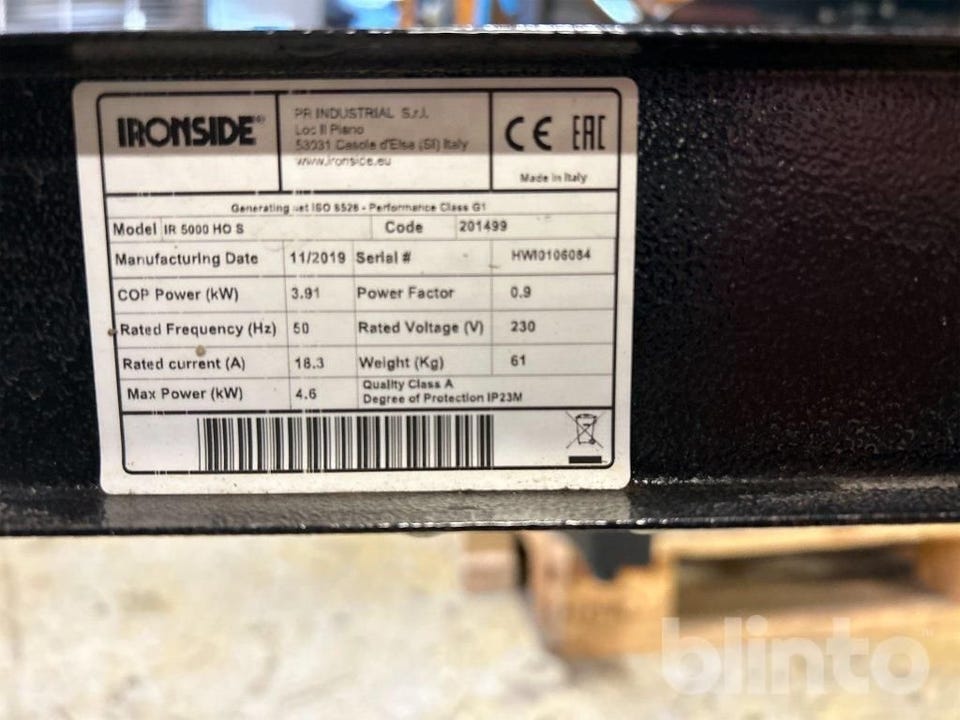 IRONSIDE®
PR INDUSTRIAL S.r.l.
Loc Il Piano
53031 Casole d'Elsa (SI) Italy
www.ironside.eu
CE EAC
Made in Italy
Generating set ISO 8528 - Performance Class G1
Model IR 5000 HO S Code 201499
Manufacturing Date 11/2019 Serial # HWI0106084
COP Power (kW) 3.91 Power Factor 0.9
Rated Frequency (Hz) 50 Rated Voltage (V) 230
Rated current (A) 18.3 Weight (Kg) 61
Max Power (kW) 4.6 Quality Class A
Degree of Protection IP23M
blinto